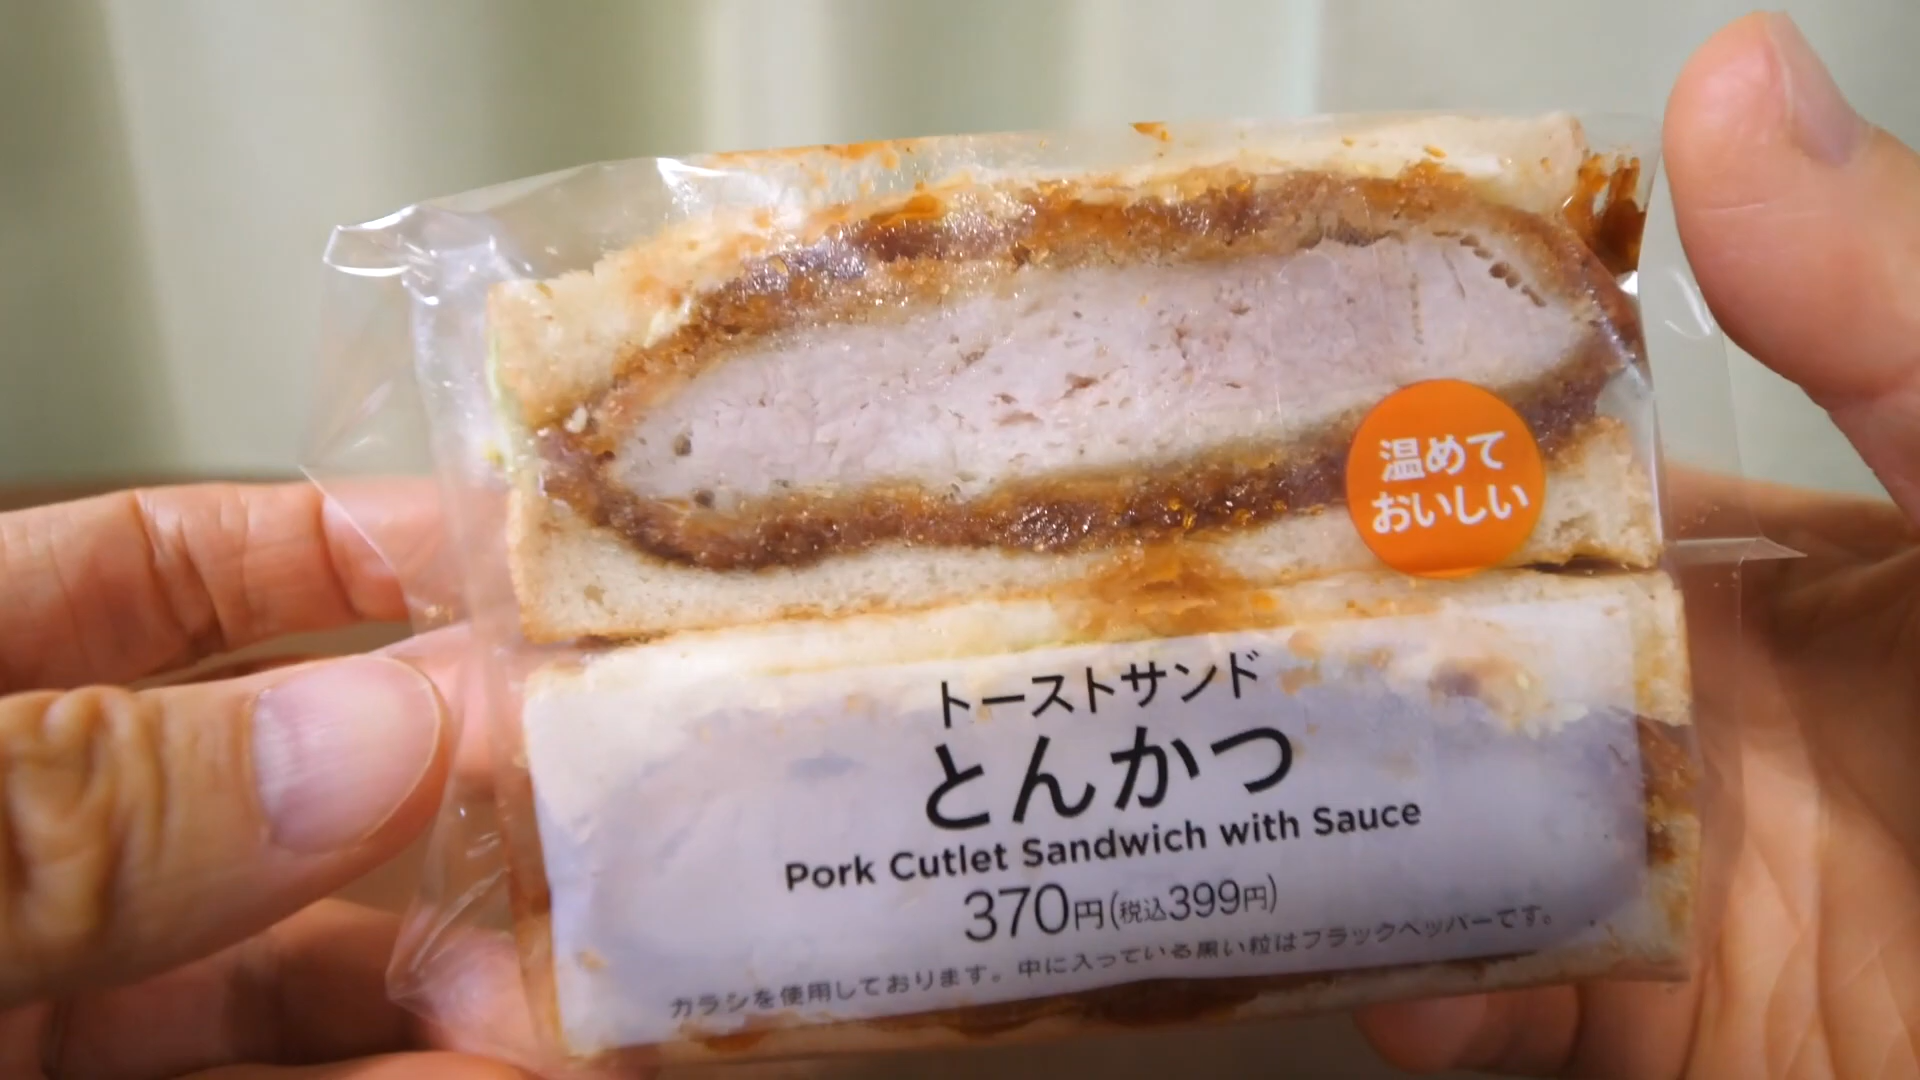 温めて
おいしい
トーストサンド
とんかつ
Pork Cutlet Sandwich with Sauce
370円(税込399円)
カラシを使用しております。中に入っている黒い粒はブラックペッパーです。